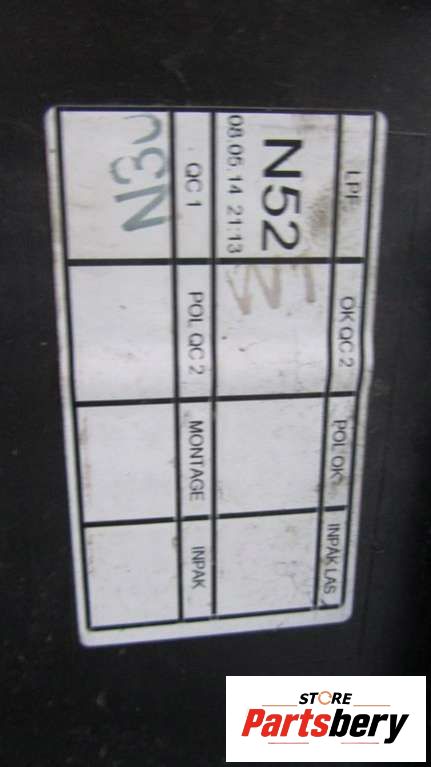 LPF OK QC 2 POL OK INPAK LAS
N52
08.05.14 21:13
QC 1 POL QC 2 MONTAGE INPAK
STORE
Partsbery